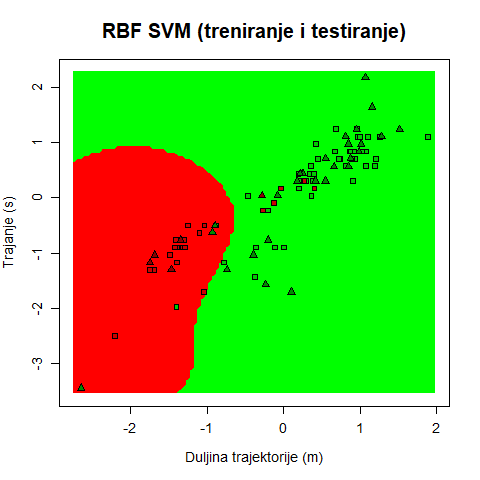 RBF SVM (treniranje i testiranje)
2
1
0
-1
-2
-3
Trajanje (s)
-2 -1 0 1 2
Duljina trajektorije (m)